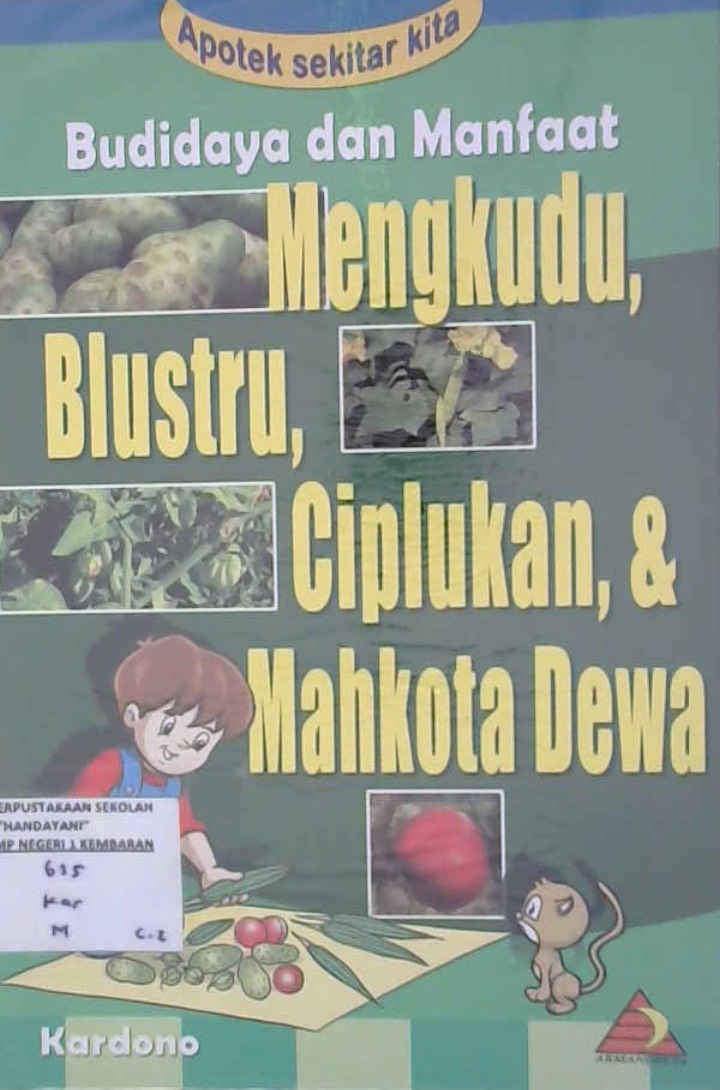 Apotek sekitar kita
Budidaya dan Manfaat
Mengkudu,
Blustru,
Ciplukan, &
Mahkota Dewa
ERPUSTAKAAN SEKOLAH
"HANDAYANI"
MP NEGERI 1 KEMBARAN
615
Kar
M C.2
Kardono